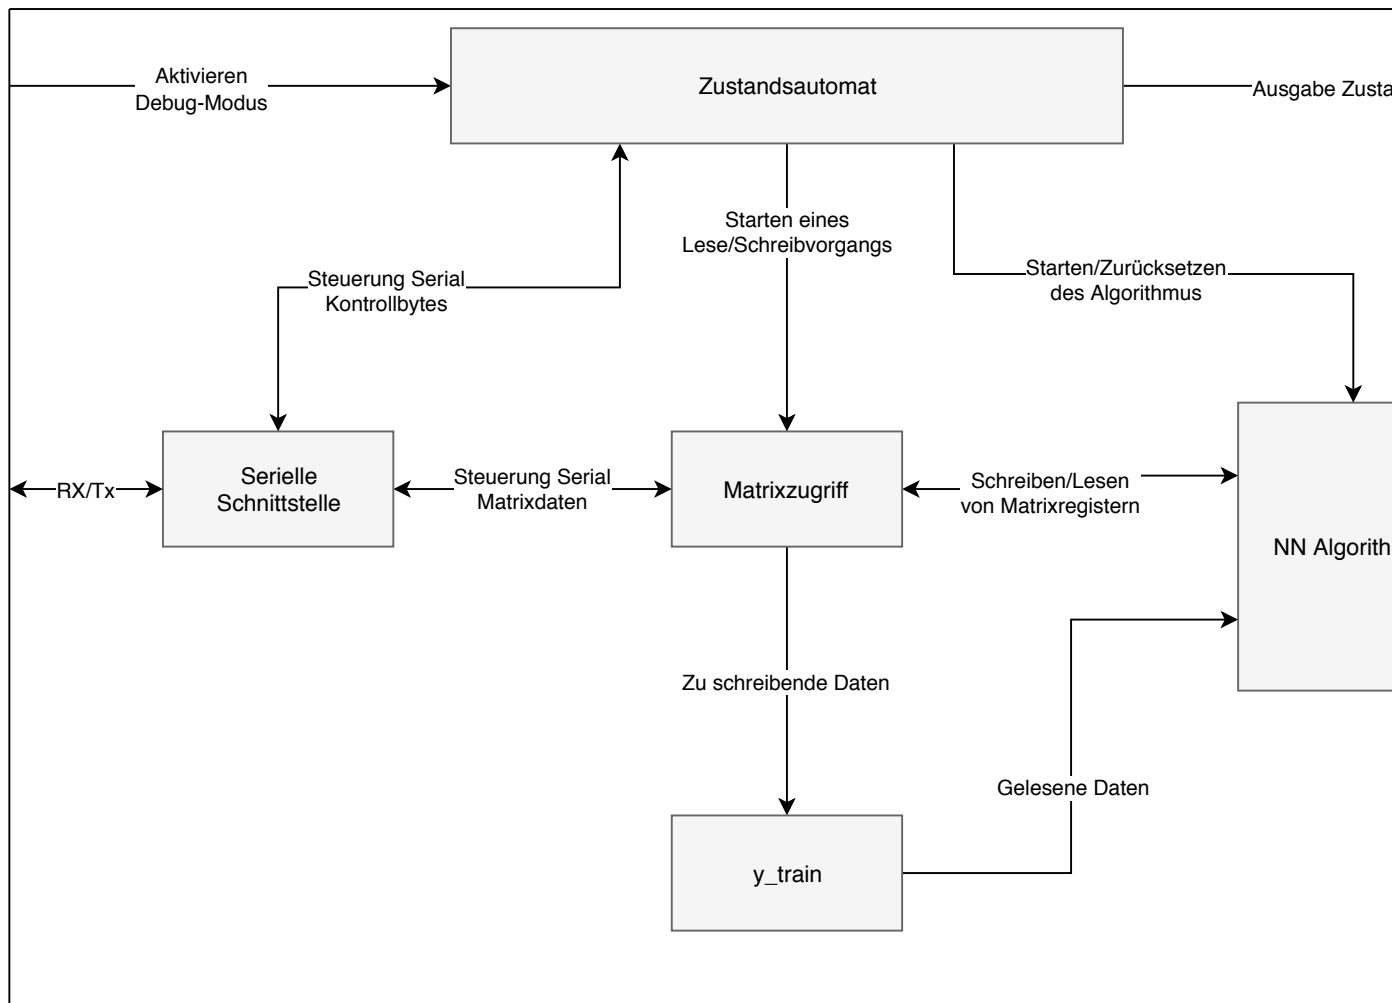 Aktivieren
Debug-Modus
Zustandsautomat
Ausgabe Zusta
Starten eines
Lese/Schreibvorgangs
Steuerung Serial
Kontrollbytes
Starten/Zurücksetzen
des Algorithmus
RX/Tx
Serielle
Schnittstelle
Steuerung Serial
Matrixdaten
Matrixzugriff
Schreiben/Lesen
von Matrixregistern
NN Algorith
Zu schreibende Daten
Gelesene Daten
y_train